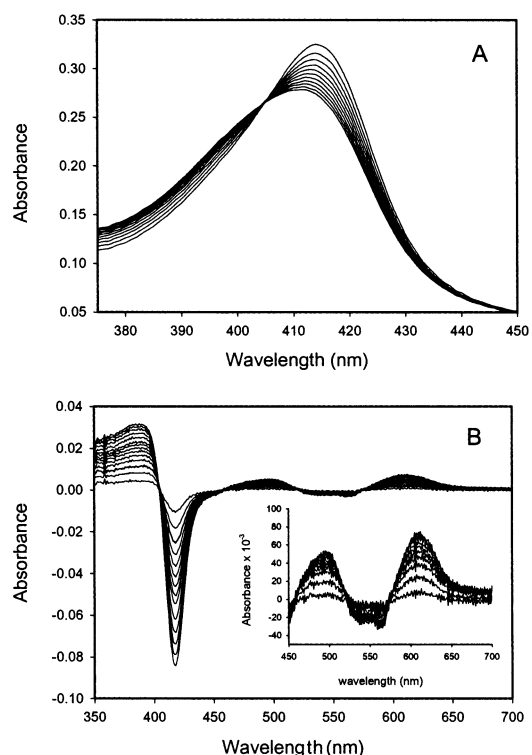 A
0.35
0.30
0.25
0.20
0.15
0.05
Absorbance
380 390 400 410 420 430 440 450
Wavelength (nm)
B
0.04
0.02
0.00
-0.02
-0.04
-0.06
-0.08
-0.10
Absorbance
100
80
60
40
20
0
-20
-40
Absorbance x 10-3
450 500 550 600 650 700
wavelength (nm)
350 400 450 500 550 600 650 700
Wavelength (nm)